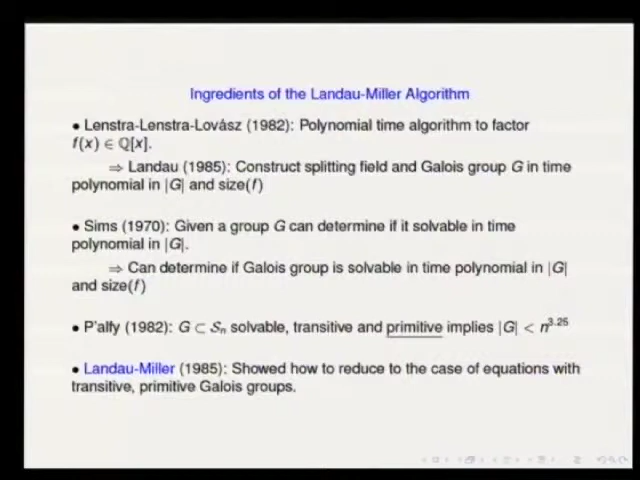 Ingredients of the Landau-Miller Algorithm
• Lenstra-Lenstra-Lovász (1982): Polynomial time algorithm to factor
f(x) ∈ ℚ[x].
⇒ Landau (1985): Construct splitting field and Galois group G in time
polynomial in |G| and size(f)
• Sims (1970): Given a group G can determine if it solvable in time
polynomial in |G|.
⇒ Can determine if Galois group is solvable in time polynomial in |G|
and size(f)
• P'alfy (1982): G ⊂ 𝒮ₙ solvable, transitive and primitive implies |G| < n^3.25
• Landau-Miller (1985): Showed how to reduce to the case of equations with
transitive, primitive Galois groups.